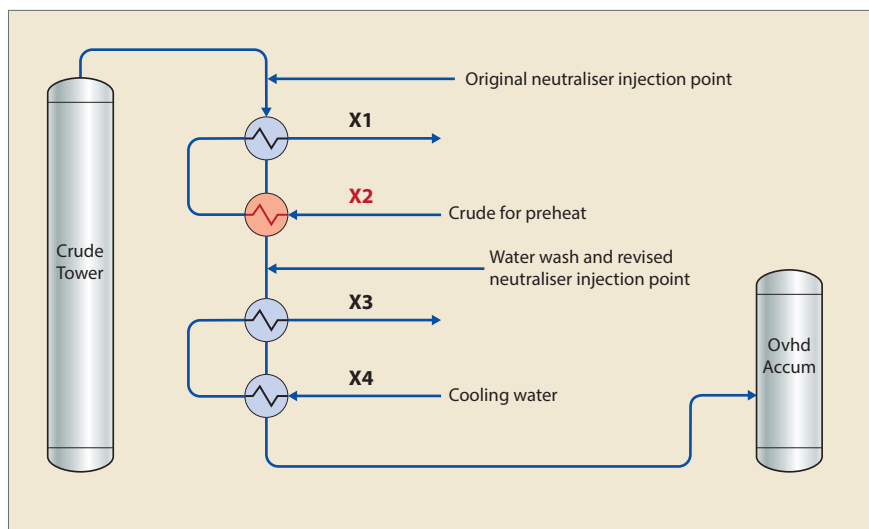 Original neutraliser injection point
X1
X2
Crude for preheat
Crude
Tower
Water wash and revised
neutraliser injection point
X3
Ovhd
Accum
X4
Cooling water